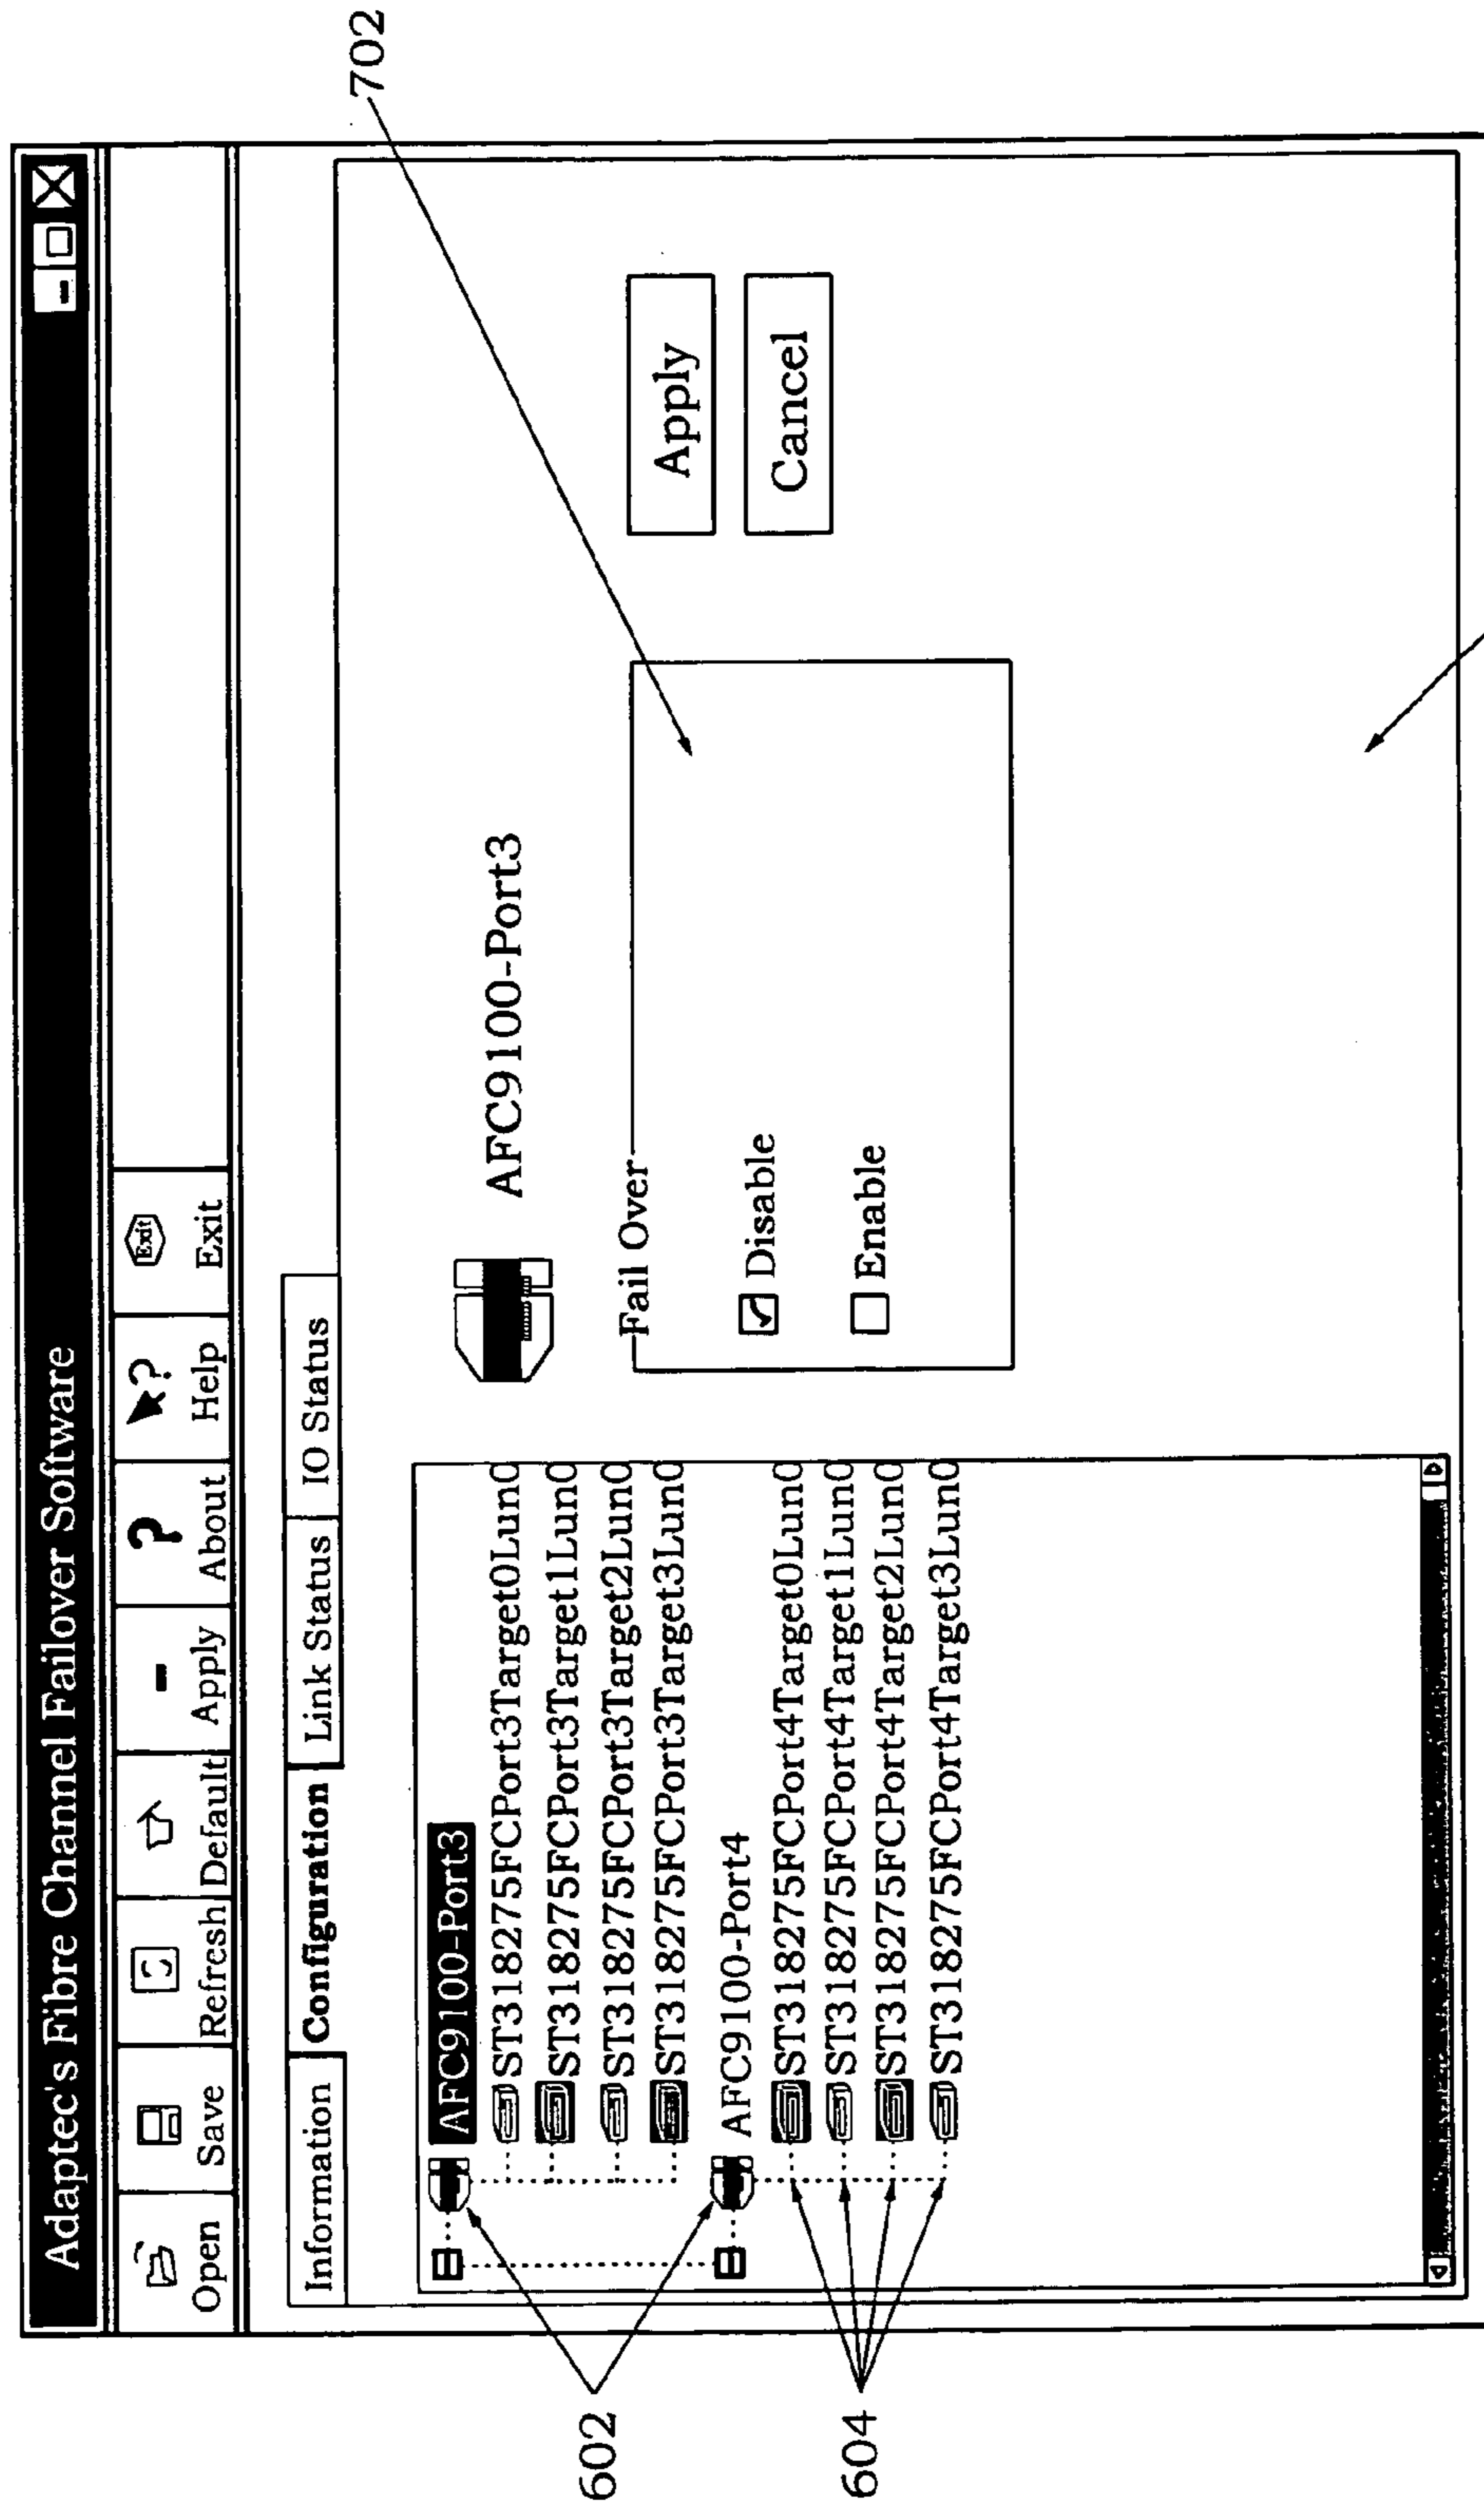 Adaptec's Fibre Channel Failover Software
Open Save Refresh Default Apply About Help Exit
Exit
Information Configuration Link Status IO Status
702
AFC9100-Port3
ST318275FCPort3Target0Lun0
ST318275FCPort3Target1Lun0
ST318275FCPort3Target2Lun0
ST318275FCPort3Target3Lun0
AFC9100-Port4
ST318275FCPort4Target0Lun0
ST318275FCPort4Target1Lun0
ST318275FCPort4Target2Lun0
ST318275FCPort4Target3Lun0
602
604
AFC9100-Port3
Fail Over
Disable
Enable
Apply
Cancel